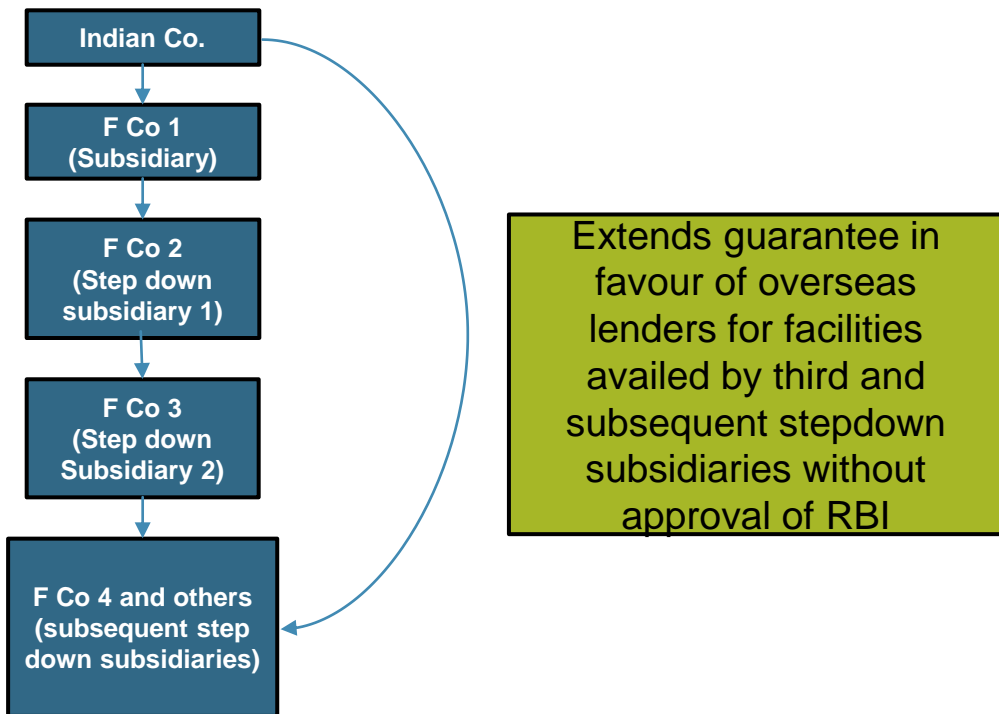 Indian Co.
F Co 1
(Subsidiary)
F Co 2
(Step down
subsidiary 1)
F Co 3
(Step down
Subsidiary 2)
F Co 4 and others
(subsequent step
down subsidiaries)
Extends guarantee in
favour of overseas
lenders for facilities
availed by third and
subsequent stepdown
subsidiaries without
approval of RBI